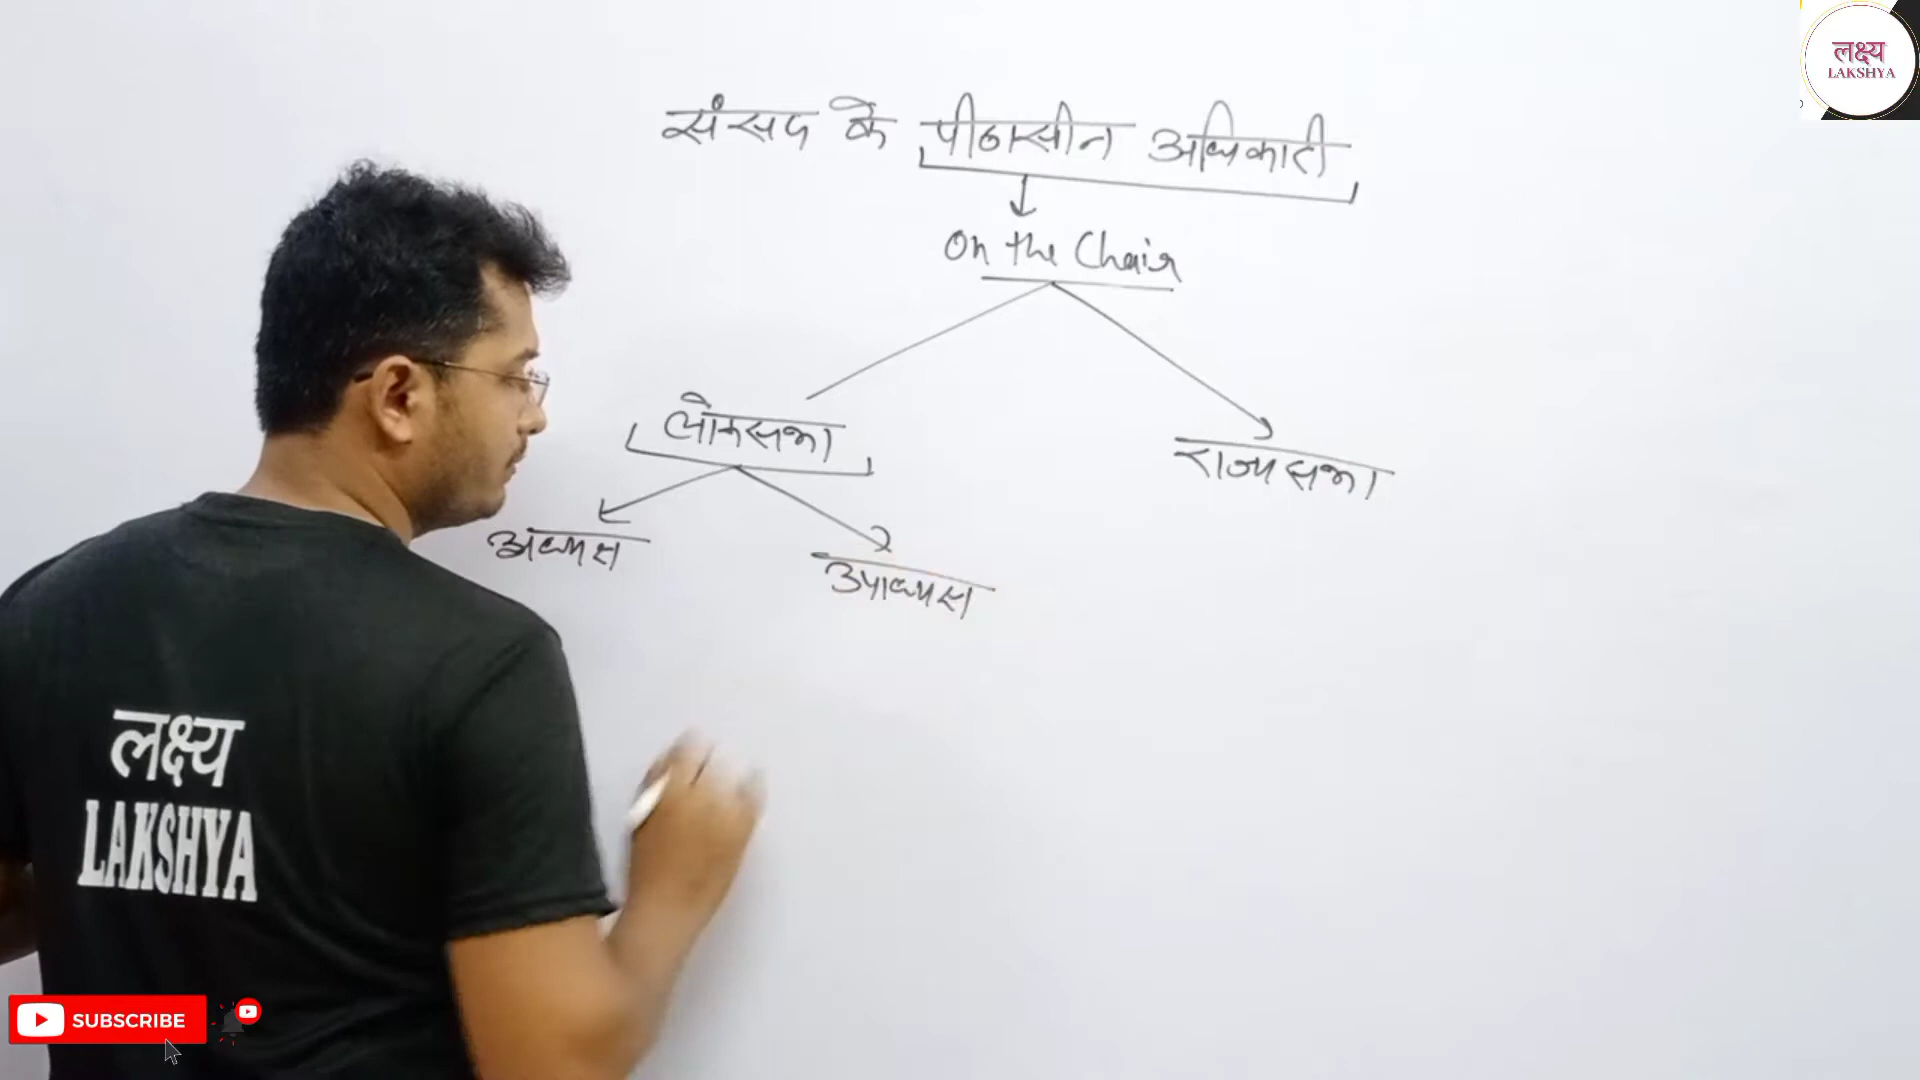 लक्ष्य
LAKSHYA
संसद के पीठासीन अधिकारी
On the Chair
लोकसभा
राज्यसभा
अध्यक्ष
उपाध्यक्ष
लक्ष्य
LAKSHYA
SUBSCRIBE